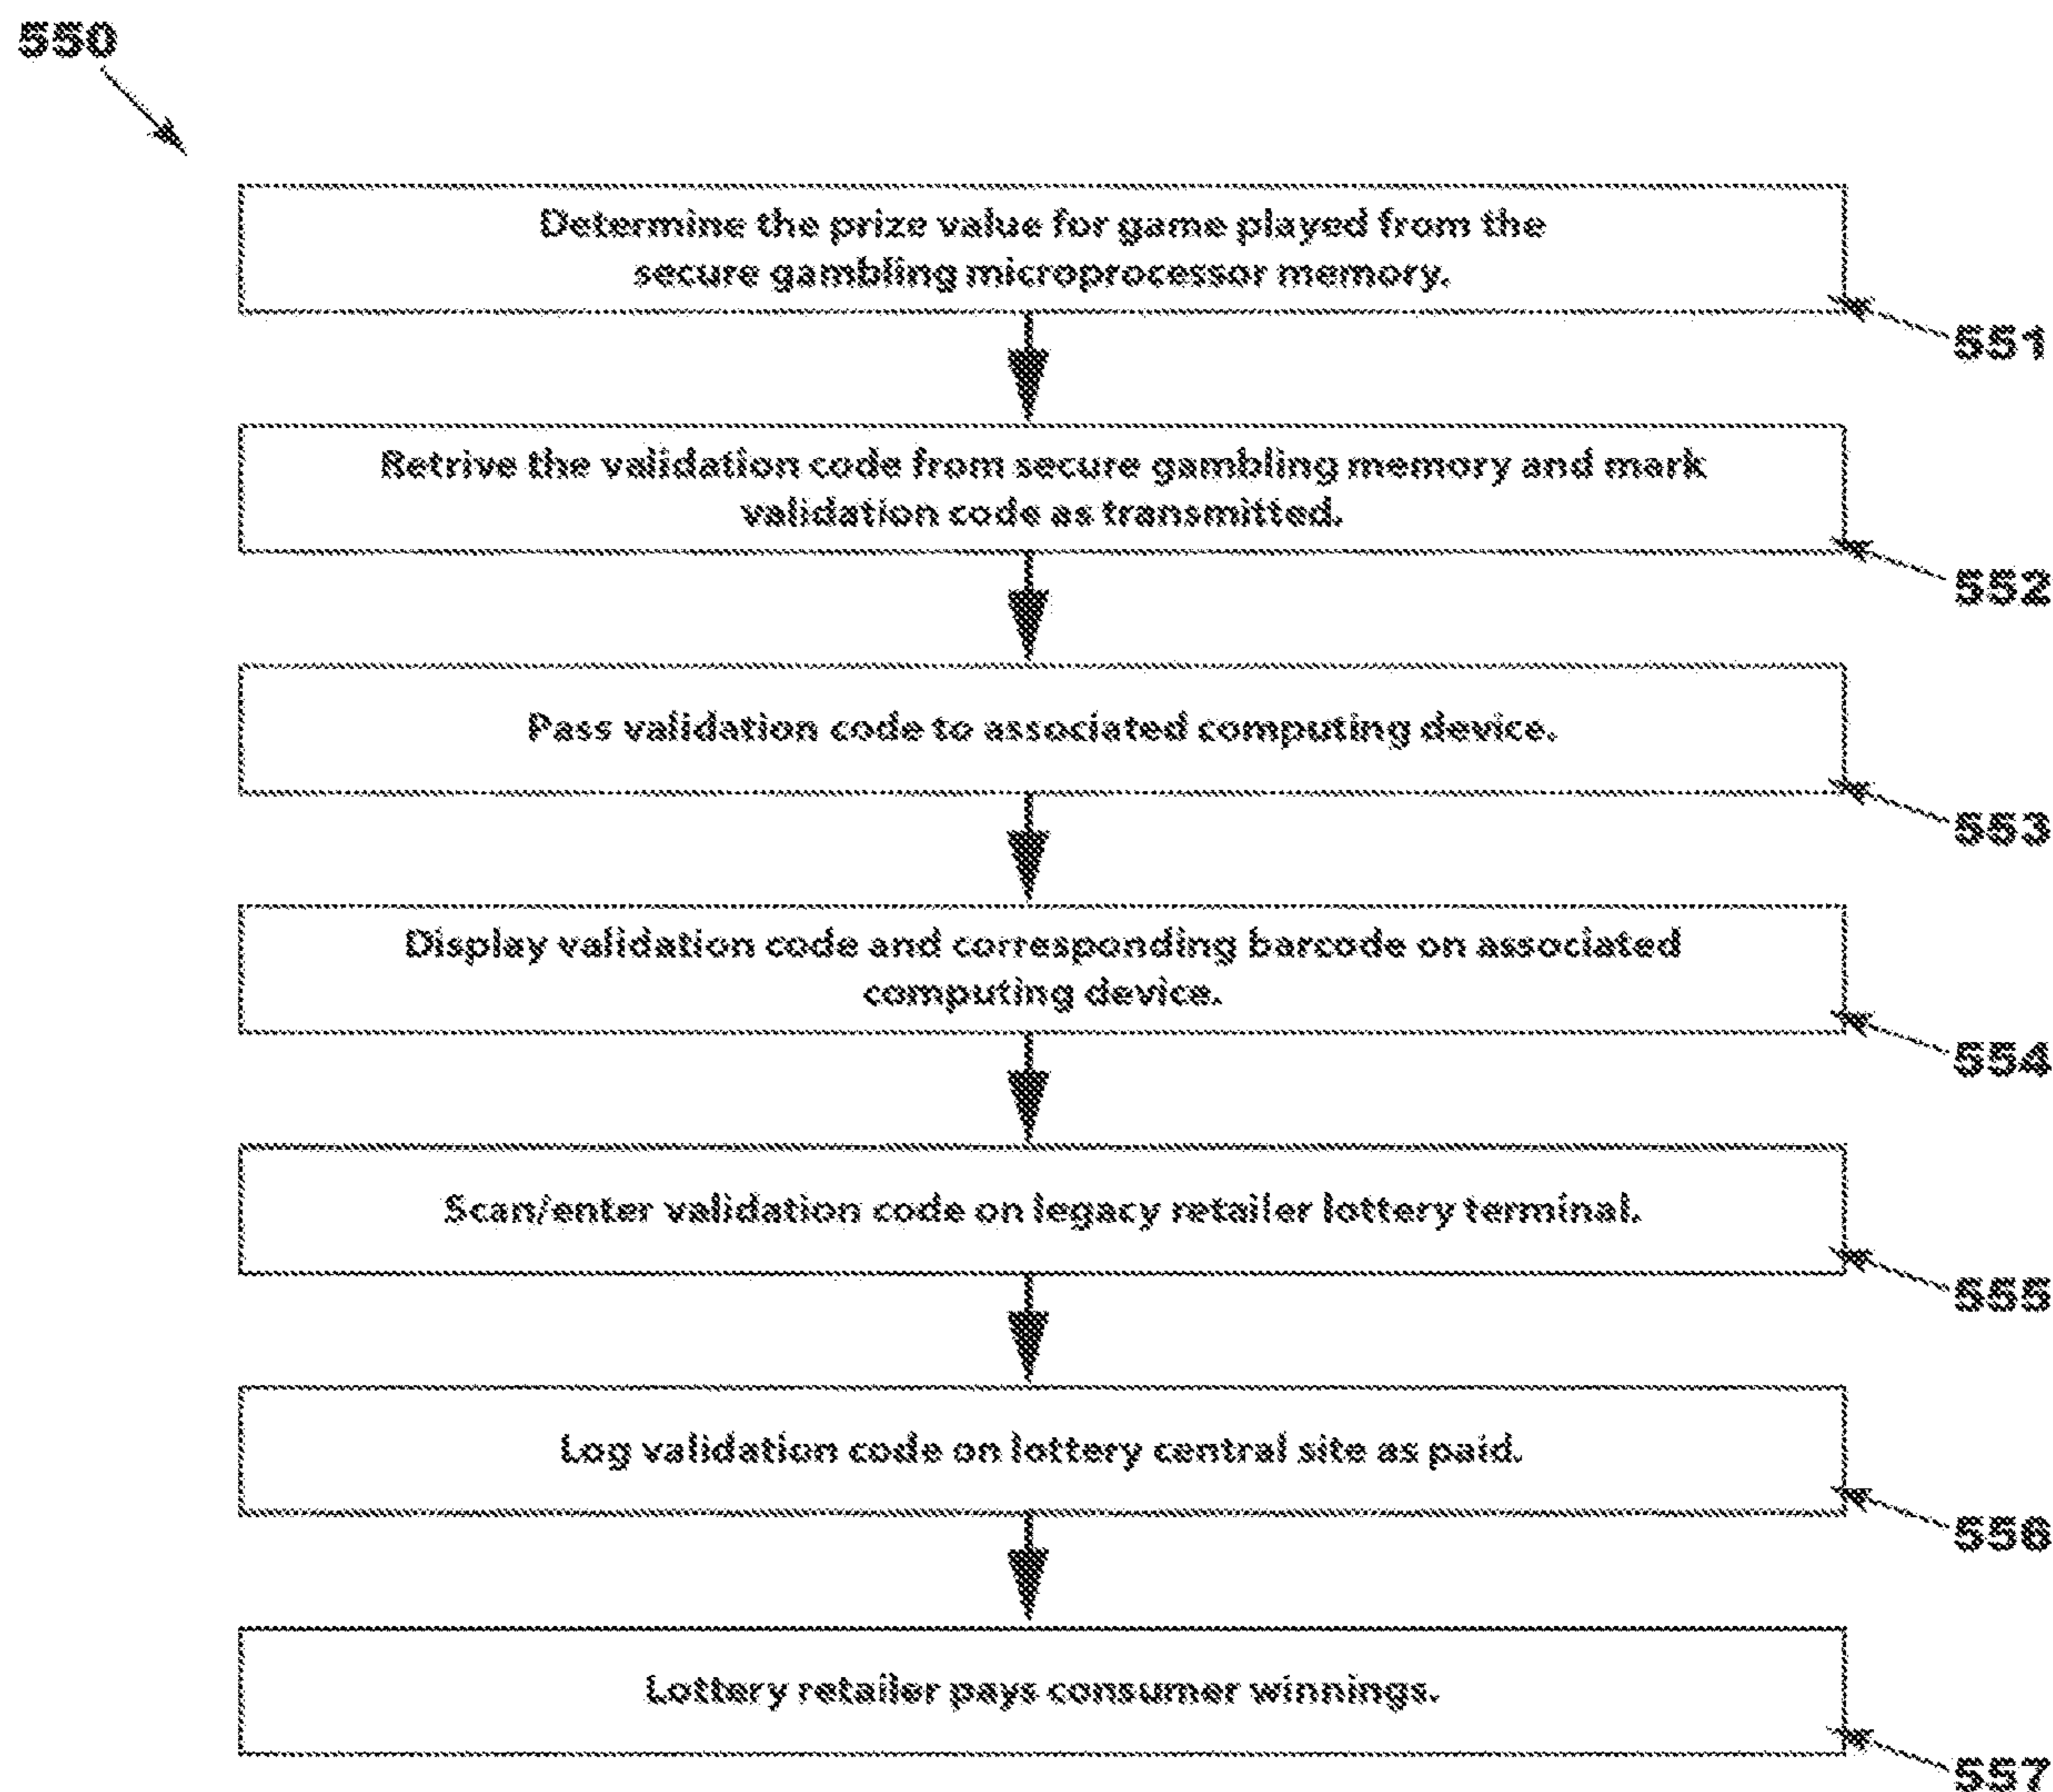 550
Determine the prize value for game played from the
secure gambling microprocessor memory.
551
Retrive the validation code from secure gambling memory and mark
validation code as transmitted.
552
Pass validation code to associated computing device.
553
Display validation code and corresponding barcode on associated
computing device.
554
Scan/enter validation code on legacy retailer lottery terminal.
555
Log validation code on lottery central site as paid.
556
Lottery retailer pays consumer winnings.
557